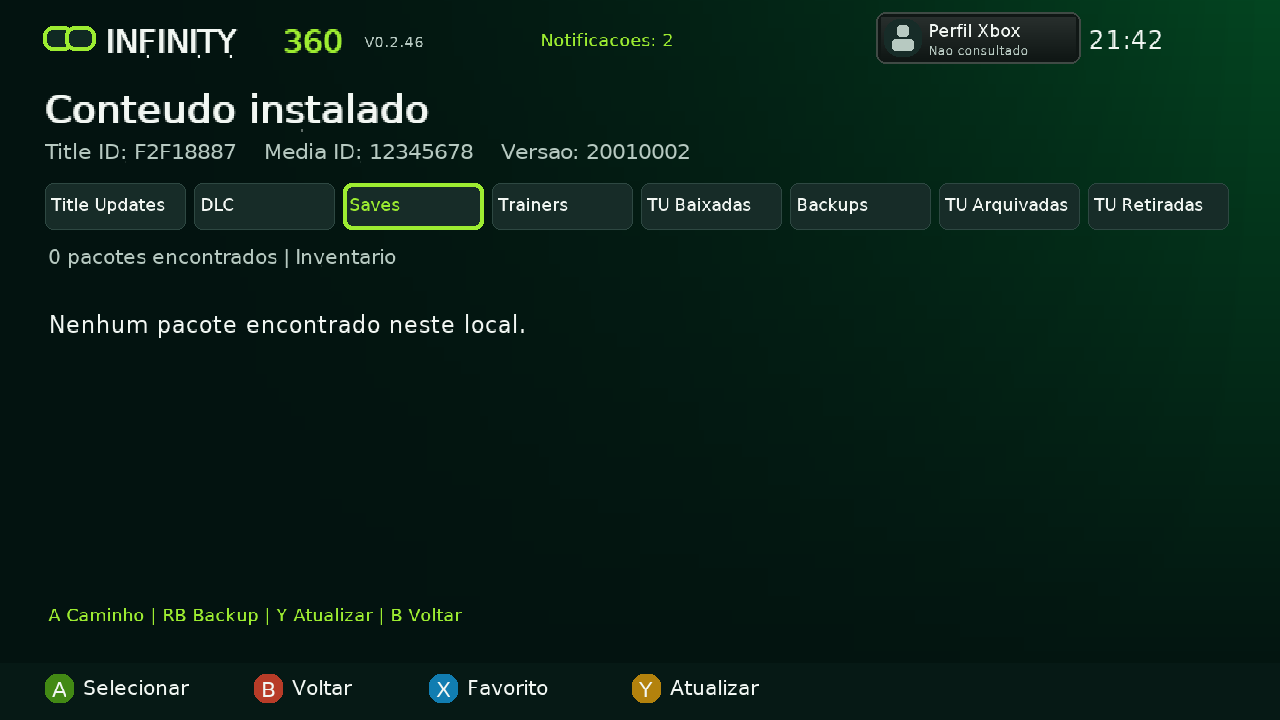 INFINITY 360 V0.2.46 Notificacoes: 2 Perfil Xbox 21:42
Nao consultado
Conteudo instalado
Title ID: F2F18887 Media ID: 12345678 Versao: 20010002
Title Updates DLC Saves Trainers TU Baixadas Backups TU Arquivadas TU Retiradas
0 pacotes encontrados | Inventario
Nenhum pacote encontrado neste local.
A Caminho | RB Backup | Y Atualizar | B Voltar
A Selecionar B Voltar X Favorito Y Atualizar